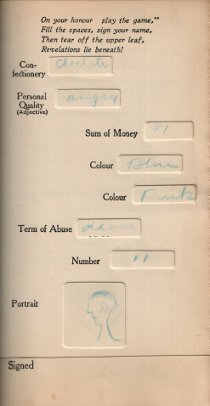 On your honour play the game,"
Fill the spaces, sign your name,
Then tear off the upper leaf,
Revelations lie beneath!
Con-
fectionery choclate
Personal
Quality angry
(Adjective)
Sum of Money
Colour Blue
Colour Pink
Term of Abuse
Number 11
Portrait
Signed